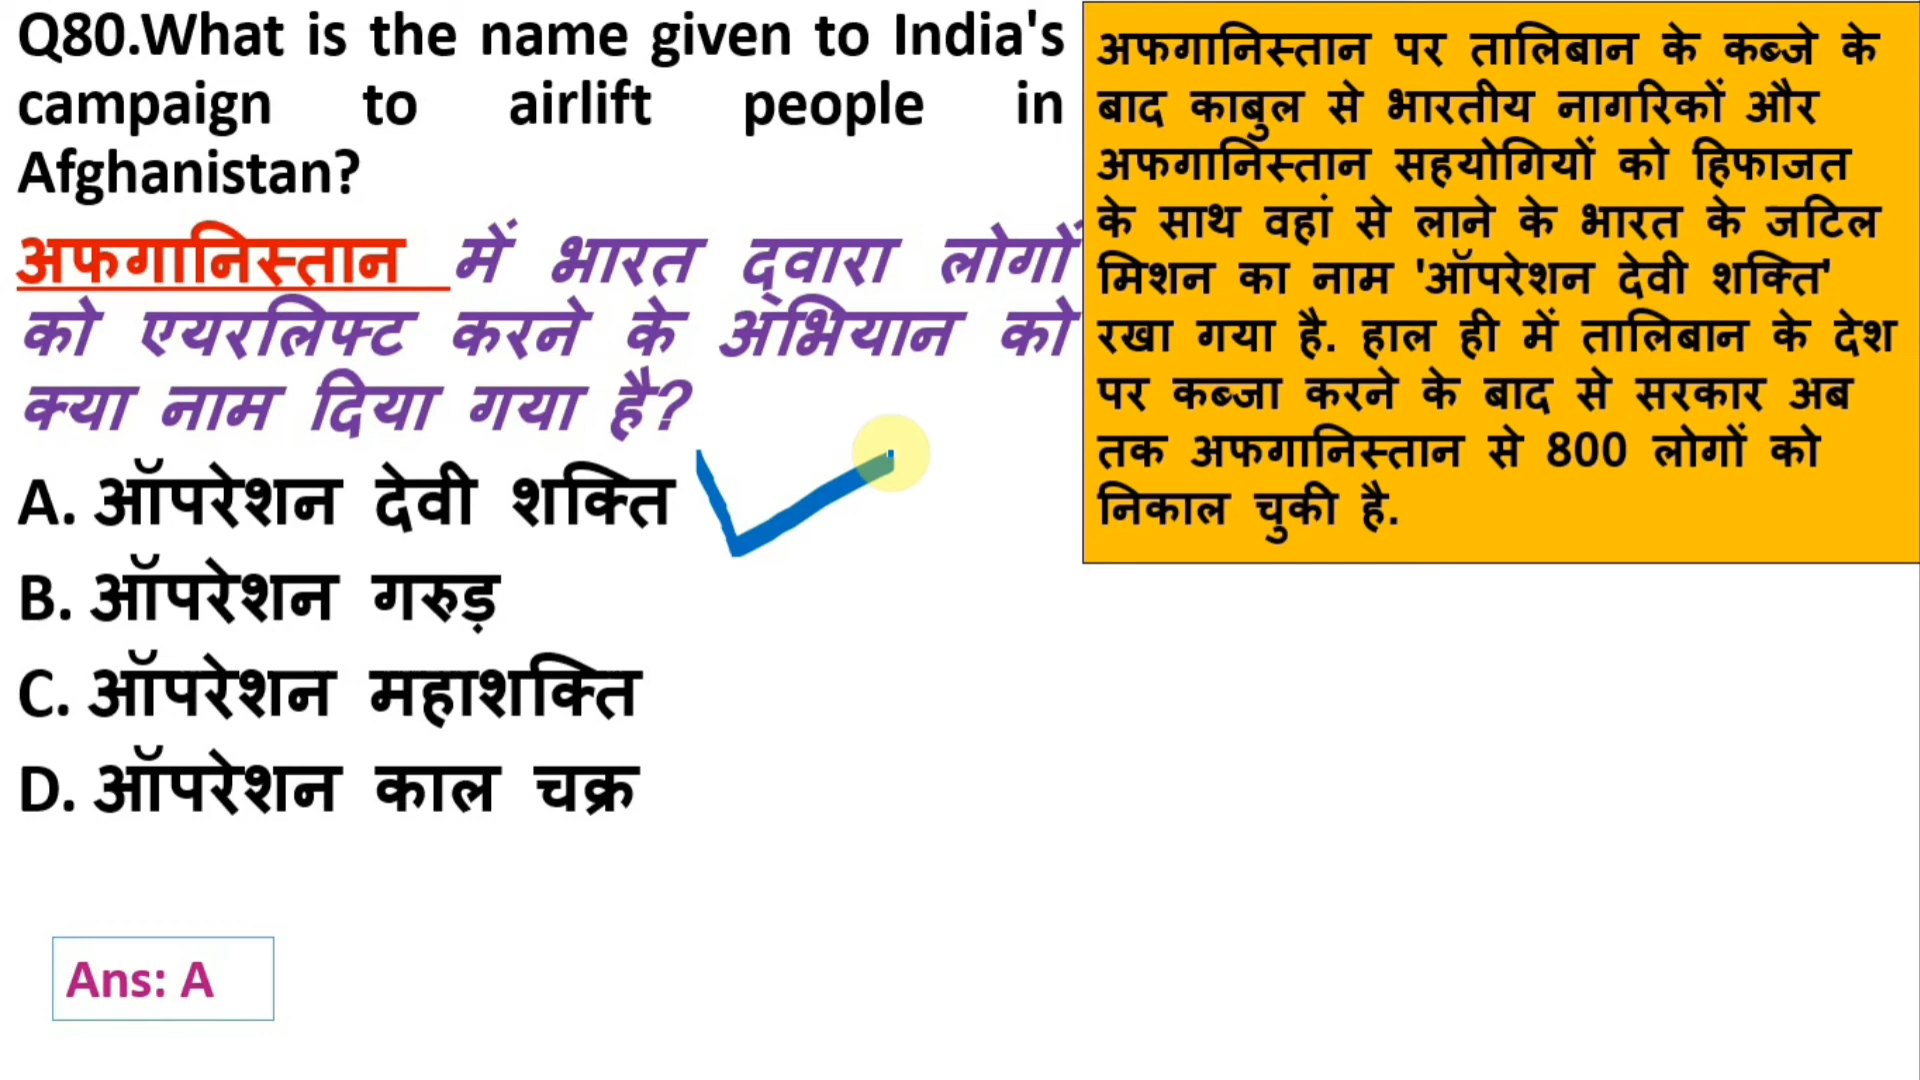 Q80.What is the name given to India's
campaign to airlift people in
Afghanistan?
अफगानिस्तान में भारत द्वारा लोगों
को एयरलिफ्ट करने के अभियान को
क्या नाम दिया गया है?
A. ऑपरेशन देवी शक्ति
B. ऑपरेशन गरुड़
C. ऑपरेशन महाशक्ति
D. ऑपरेशन काल चक्र
Ans: A
अफगानिस्तान पर तालिबान के कब्जे के
बाद काबुल से भारतीय नागरिकों और
अफगानिस्तान सहयोगियों को हिफाजत
के साथ वहां से लाने के भारत के जटिल
मिशन का नाम 'ऑपरेशन देवी शक्ति'
रखा गया है. हाल ही में तालिबान के देश
पर कब्जा करने के बाद से सरकार अब
तक अफगानिस्तान से 800 लोगों को
निकाल चुकी है.